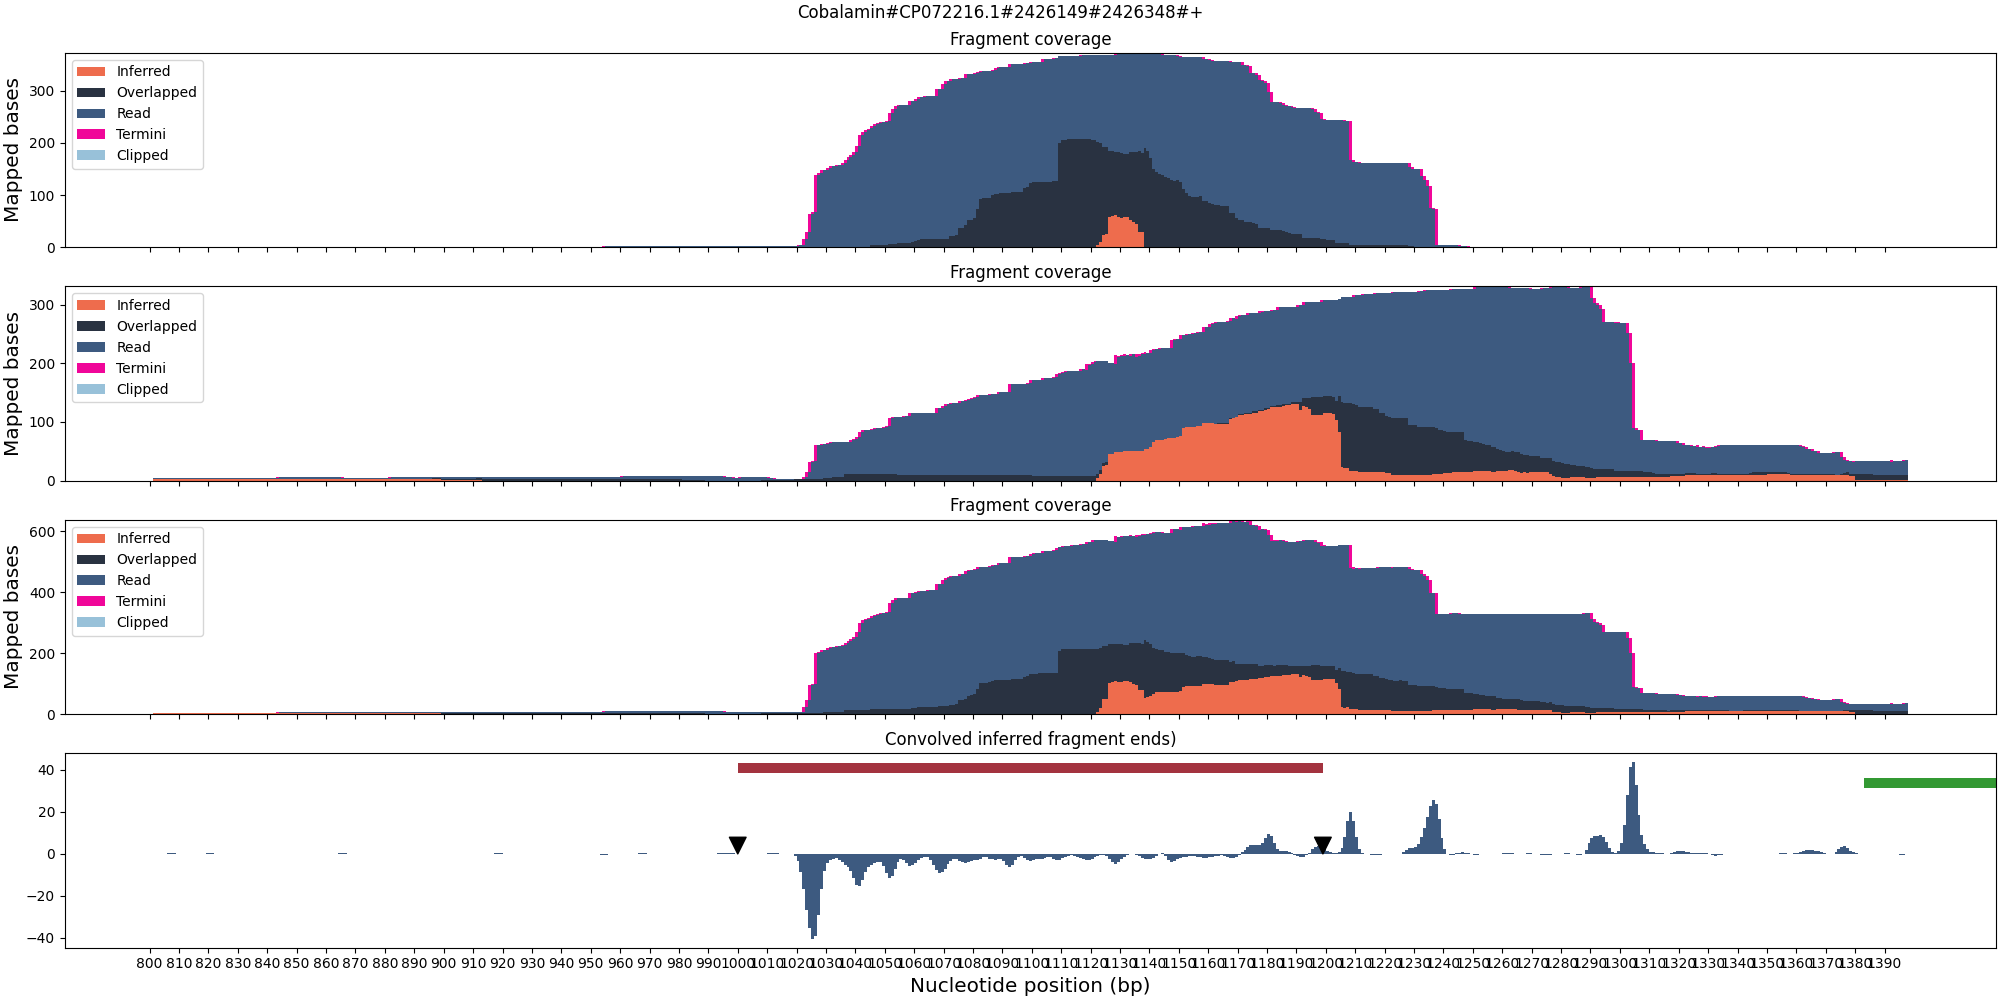 Cobalamin#CP072216.1#2426149#2426348#+
Fragment coverage
Mapped bases
300
200
100
0
Inferred
Overlapped
Read
Termini
Clipped
Fragment coverage
Mapped bases
300
200
100
0
Inferred
Overlapped
Read
Termini
Clipped
Fragment coverage
Mapped bases
600
400
200
0
Inferred
Overlapped
Read
Termini
Clipped
Convolved inferred fragment ends)
40
20
0
−20
−40
800 810 820 830 840 850 860 870 880 890 900 910 920 930 940 950 960 970 980 990 1000 1010 1020 1030 1040 1050 1060 1070 1080 1090 1100 1110 1120 1130 1140 1150 1160 1170 1180 1190 1200 1210 1220 1230 1240 1250 1260 1270 1280 1290 1300 1310 1320 1330 1340 1350 1360 1370 1380 1390
Nucleotide position (bp)